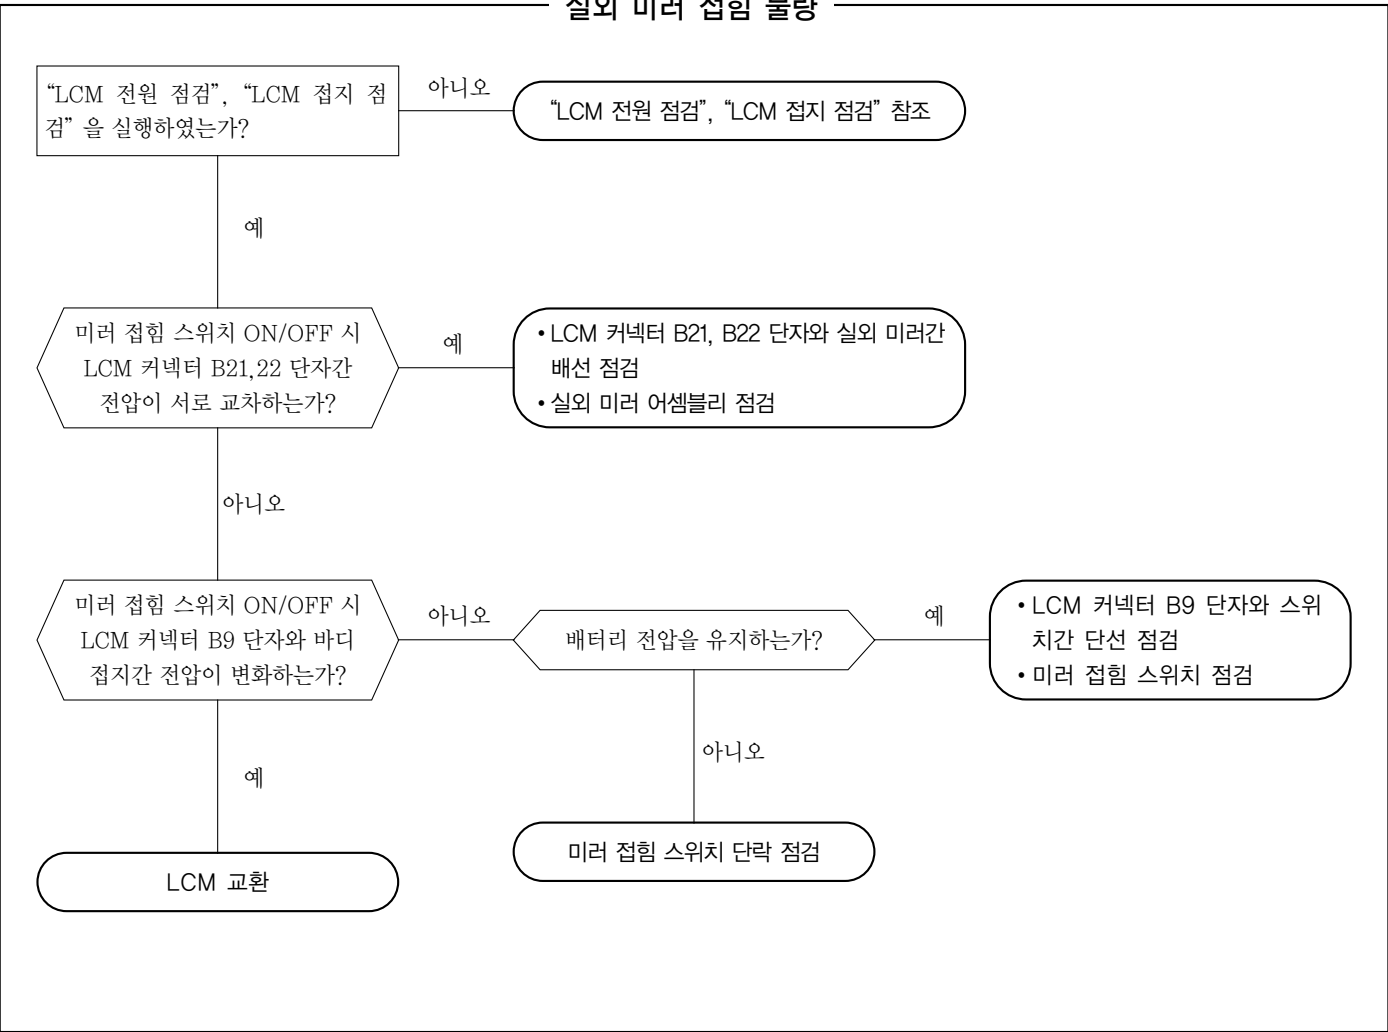 실외 미러 접힘 불량
“LCM 전원 점검”, “LCM 접지 점
검” 을 실행하였는가?
아니오
“LCM 전원 점검”, “LCM 접지 점검” 참조
예
미러 접힘 스위치 ON/OFF 시
LCM 커넥터 B21,22 단자간
전압이 서로 교차하는가?
예
• LCM 커넥터 B21, B22 단자와 실외 미러간
배선 점검
• 실외 미러 어셈블리 점검
아니오
미러 접힘 스위치 ON/OFF 시
LCM 커넥터 B9 단자와 바디
접지간 전압이 변화하는가?
아니오
배터리 전압을 유지하는가?
예
• LCM 커넥터 B9 단자와 스위
치간 단선 점검
• 미러 접힘 스위치 점검
아니오
미러 접힘 스위치 단락 점검
예
LCM 교환